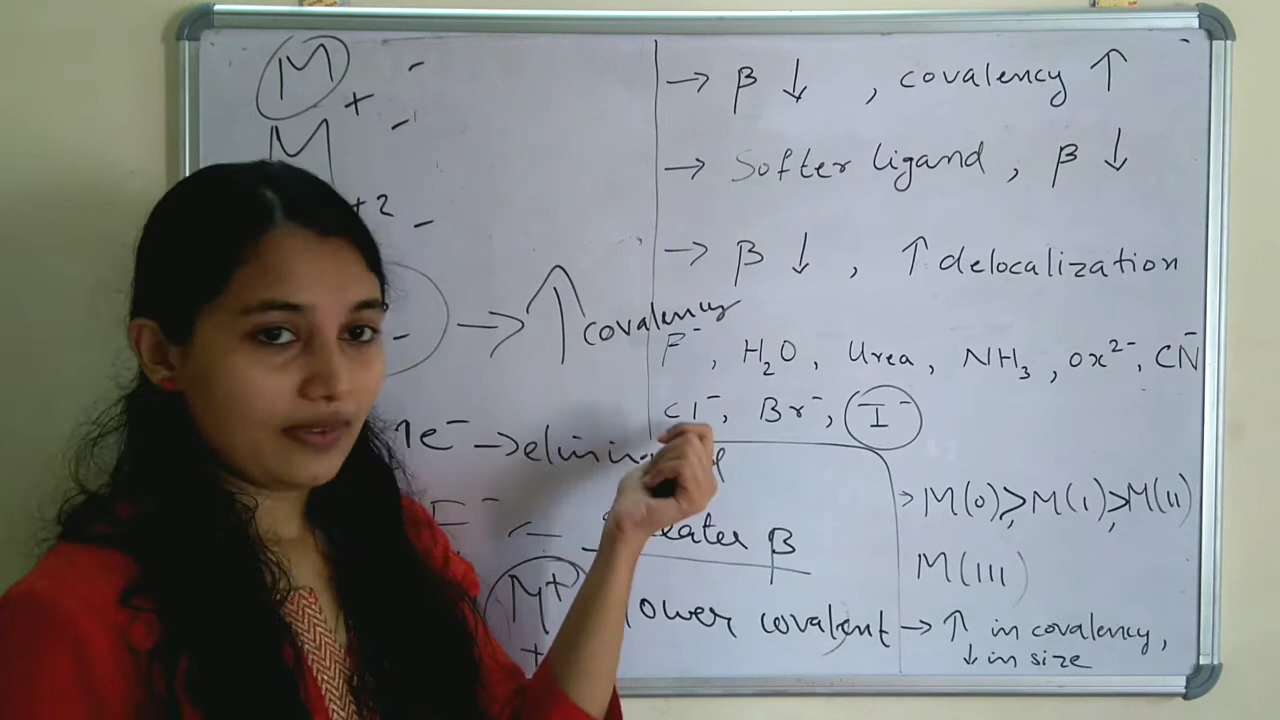 M + -
M -
+2 -
- → ↑ covalency
e⁻ → elimin
F⁻ ← Greater β
M+ lower covalent
+
→ β ↓ , covalency ↑
→ Softer ligand , β ↓
→ β ↓ , ↑ delocalization
F⁻ , H₂O , Urea , NH₃ , ox²⁻ , CN⁻
Cl⁻ , Br⁻ , I⁻
→ M(0) ≥ M(I) ≥ M(II)
M(III)
→ ↑ in covalency ,
↓ in size